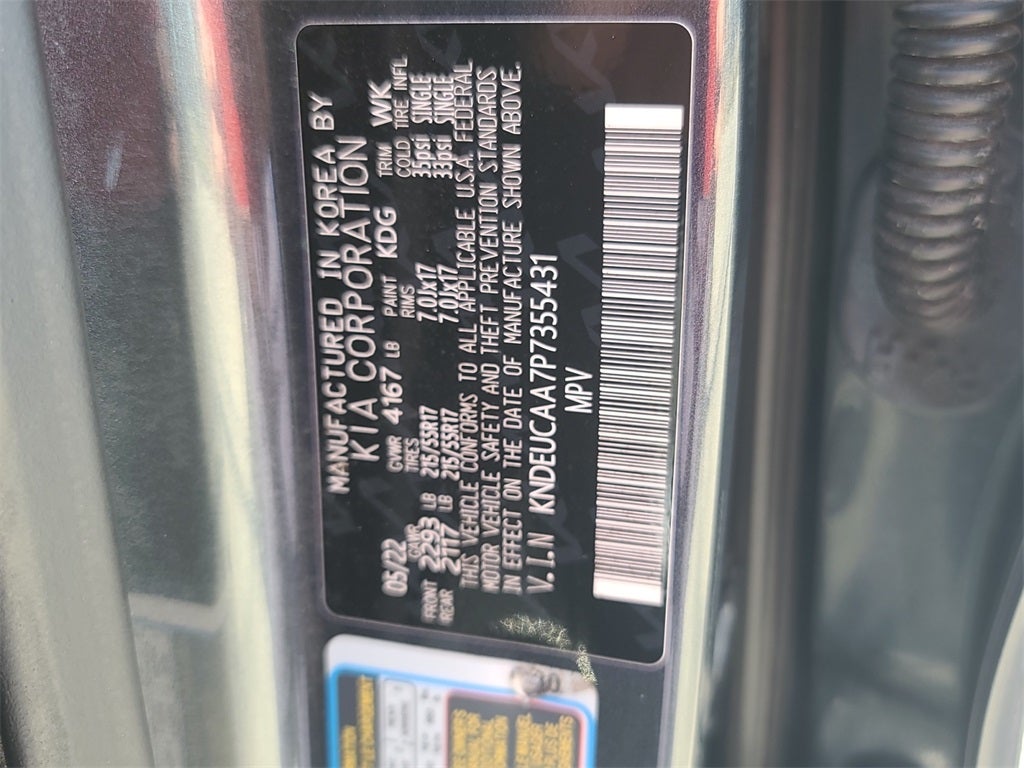 MANUFACTURED IN KOREA BY
KIA CORPORATION
05/22 GVWR 4167 LB PAINT KDG TRIM WK
GAWR TIRES RIMS COLD TIRE INFL
FRONT 2293 LB 215/55R17 7.0Jx17 35psi SINGLE
REAR 2117 LB 215/55R17 7.0Jx17 33psi SINGLE
THIS VEHICLE CONFORMS TO ALL APPLICABLE U.S.A. FEDERAL
MOTOR VEHICLE SAFETY AND THEFT PREVENTION STANDARDS
IN EFFECT ON THE DATE OF MANUFACTURE SHOWN ABOVE.
V.I.N KNDEUCAA7P7355431
MPV